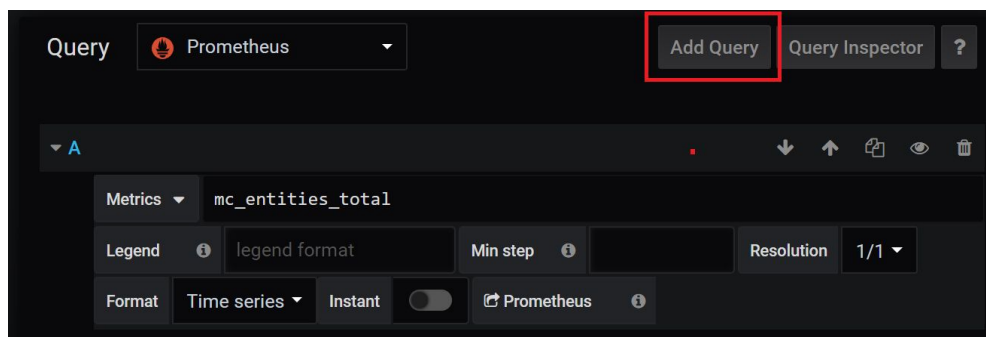 Query Prometheus Add Query Query Inspector ?
A
Metrics mc_entities_total
Legend legend format Min step Resolution 1/1
Format Time series Instant Prometheus